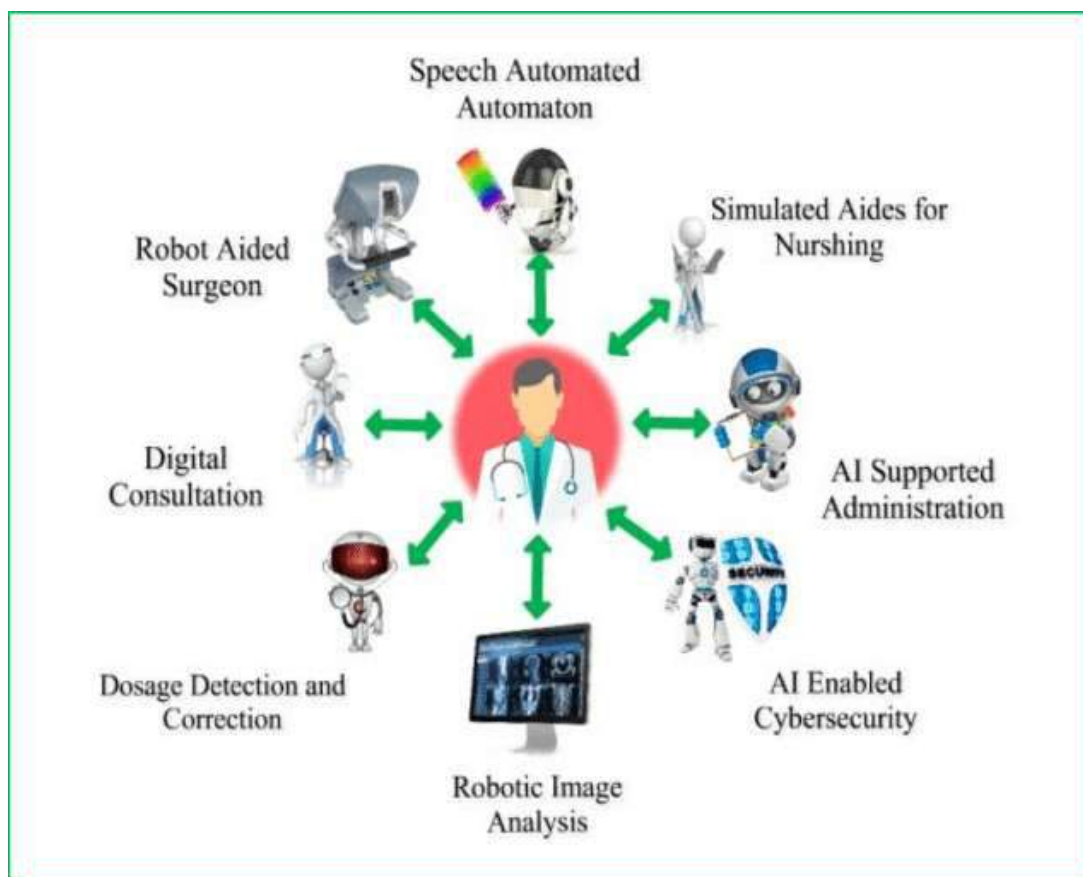 Speech Automated
Automaton
Simulated Aides for
Nurshing
Robot Aided
Surgeon
Digital
Consultation
AI Supported
Administration
SECURITY
Dosage Detection and
Correction
AI Enabled
Cybersecurity
Robotic Image
Analysis